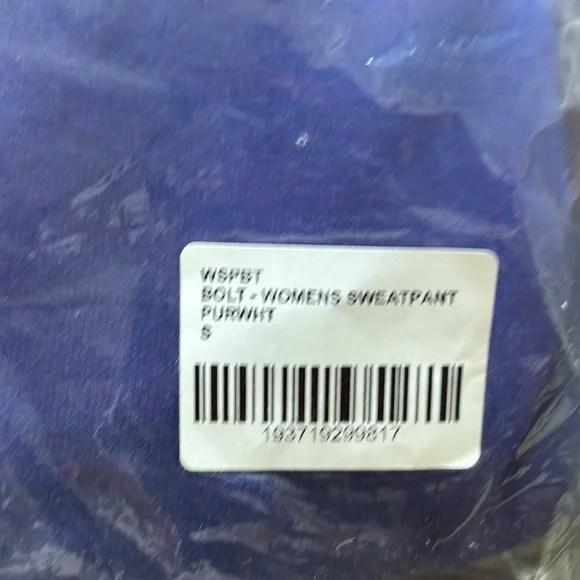 WSPBT
BOLT - WOMENS SWEATPANT
PURWHT
S
193719299817